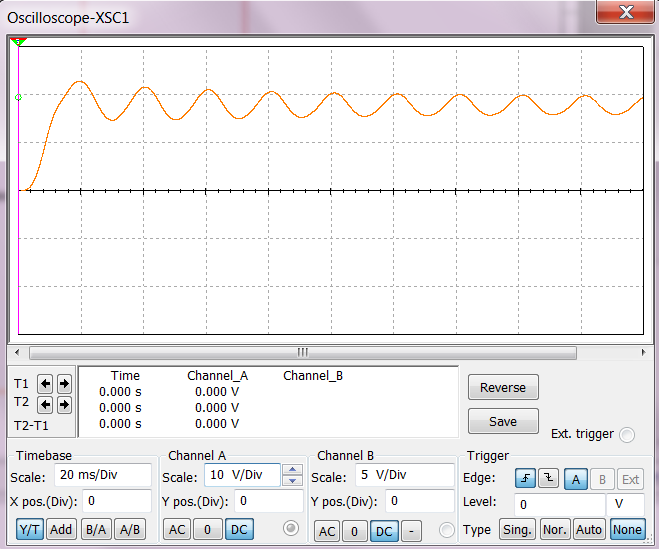 Oscilloscope-XSC1
X
T1
T2
T2-T1
Time Channel_A Channel_B
0.000 s 0.000 V
0.000 s 0.000 V
0.000 s 0.000 V
Reverse
Save
Ext. trigger
Timebase
Scale: 20 ms/Div
X pos.(Div): 0
Y/T Add B/A A/B
Channel A
Scale: 10 V/Div
Y pos.(Div): 0
AC 0 DC
Channel B
Scale: 5 V/Div
Y pos.(Div): 0
AC 0 DC -
Trigger
Edge: A B Ext
Level: 0 V
Type Sing. Nor. Auto None